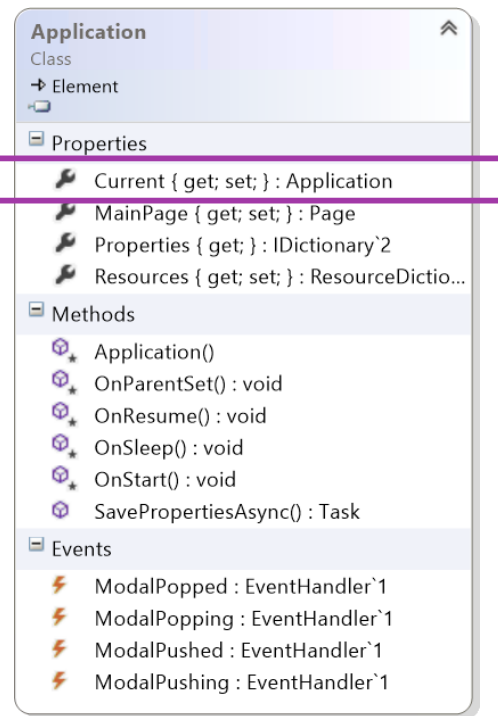 Application
Class
Element
Properties
Current { get; set; } : Application
MainPage { get; set; } : Page
Properties { get; } : IDictionary`2
Resources { get; set; } : ResourceDictio...
Methods
Application()
OnParentSet() : void
OnResume() : void
OnSleep() : void
OnStart() : void
SavePropertiesAsync() : Task
Events
ModalPopped : EventHandler`1
ModalPopping : EventHandler`1
ModalPushed : EventHandler`1
ModalPushing : EventHandler`1